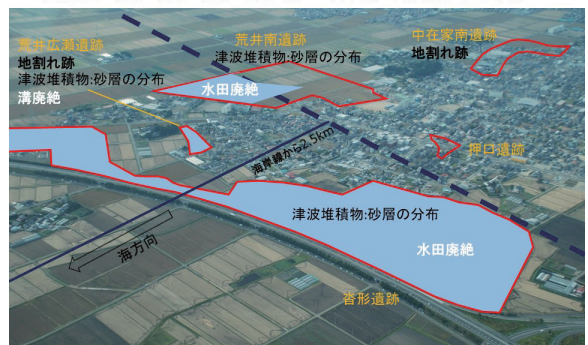 荒井広瀬遺跡
地割れ跡
津波堆積物:砂層の分布
溝廃絶
荒井南遺跡
津波堆積物:砂層の分布
水田廃絶
中在家南遺跡
地割れ跡
押口遺跡
海岸線から2.5km
海方向
津波堆積物:砂層の分布
水田廃絶
沓形遺跡